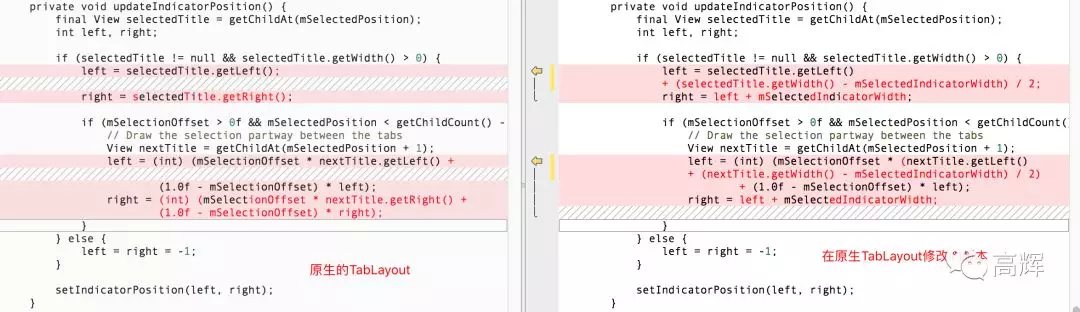 private void updateIndicatorPosition() {
final View selectedTitle = getChildAt(mSelectedPosition);
int left, right;
if (selectedTitle != null && selectedTitle.getWidth() > 0) {
left = selectedTitle.getLeft();
right = selectedTitle.getRight();
if (mSelectionOffset > 0f && mSelectedPosition < getChildCount() -
// Draw the selection partway between the tabs
View nextTitle = getChildAt(mSelectedPosition + 1);
left = (int) (mSelectionOffset * nextTitle.getLeft() +
(1.0f - mSelectionOffset) * left);
right = (int) (mSelectionOffset * nextTitle.getRight() +
(1.0f - mSelectionOffset) * right);
}
} else {
left = right = -1;
}
原生的TabLayout
setIndicatorPosition(left, right);
}
private void updateIndicatorPosition() {
final View selectedTitle = getChildAt(mSelectedPosition);
int left, right;
if (selectedTitle != null && selectedTitle.getWidth() > 0) {
left = selectedTitle.getLeft()
+ (selectedTitle.getWidth() - mSelectedIndicatorWidth) / 2;
right = left + mSelectedIndicatorWidth;
if (mSelectionOffset > 0f && mSelectedPosition < getChildCount(
// Draw the selection partway between the tabs
View nextTitle = getChildAt(mSelectedPosition + 1);
left = (int) (mSelectionOffset * (nextTitle.getLeft()
+ (nextTitle.getWidth() - mSelectedIndicatorWidth) / 2)
+ (1.0f - mSelectionOffset) * left);
right = left + mSelectedIndicatorWidth;
}
} else {
left = right = -1;
}
在原生TabLayout修改
高辉
setIndicatorPosition(left, right);
}